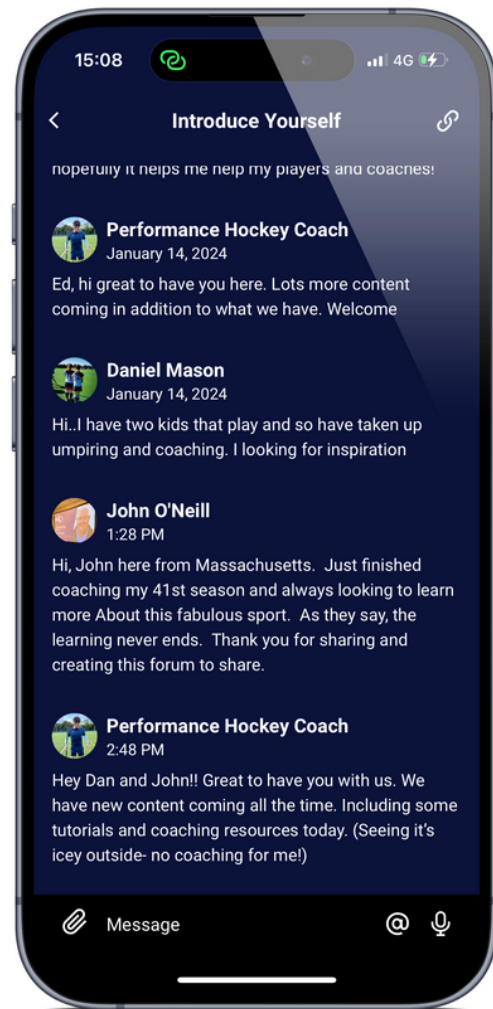 15:08
4G
Introduce Yourself
hopefully it helps me help my players and coaches!
Performance Hockey Coach
January 14, 2024
Ed, hi great to have you here. Lots more content
coming in addition to what we have. Welcome
Daniel Mason
January 14, 2024
Hi..I have two kids that play and so have taken up
umpiring and coaching. I looking for inspiration
John O'Neill
1:28 PM
Hi, John here from Massachusetts.  Just finished
coaching my 41st season and always looking to learn
more About this fabulous sport.  As they say, the
learning never ends.  Thank you for sharing and
creating this forum to share.
Performance Hockey Coach
2:48 PM
Hey Dan and John!! Great to have you with us. We
have new content coming all the time. Including some
tutorials and coaching resources today. (Seeing it’s
icey outside- no coaching for me!)
Message
@